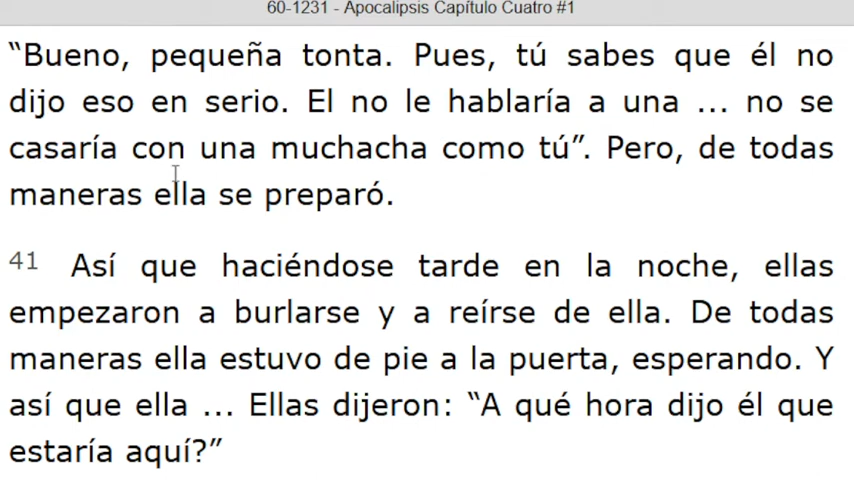 60-1231 - Apocalipsis Capítulo Cuatro #1
“Bueno, pequeña tonta. Pues, tú sabes que él no
dijo eso en serio. El no le hablaría a una ... no se
casaría con una muchacha como tú”. Pero, de todas
maneras ella se preparó.
41 Así que haciéndose tarde en la noche, ellas
empezaron a burlarse y a reírse de ella. De todas
maneras ella estuvo de pie a la puerta, esperando. Y
así que ella ... Ellas dijeron: “A qué hora dijo él que
estaría aquí?”